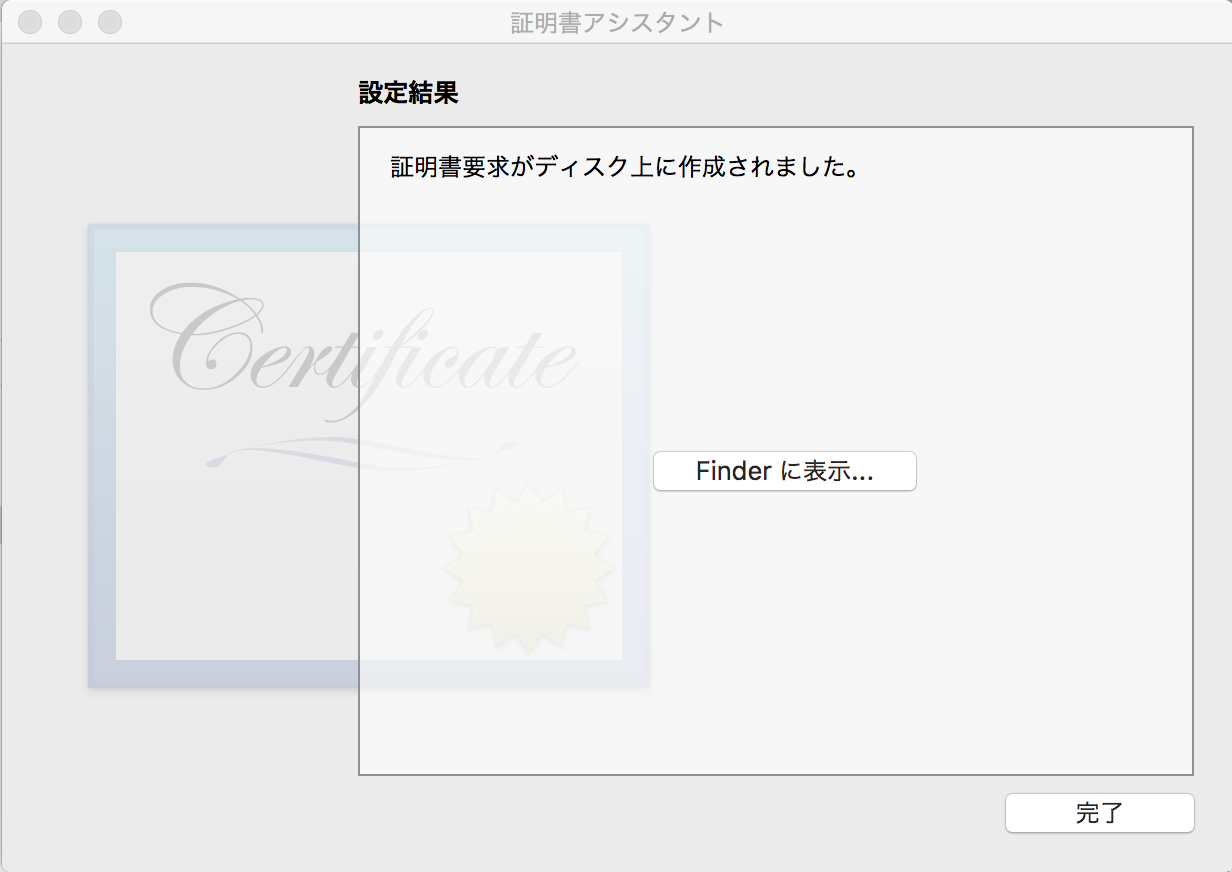 証明書アシスタント
設定結果
証明書要求がディスク上に作成されました。
Certificate
Finder に表示...
完了